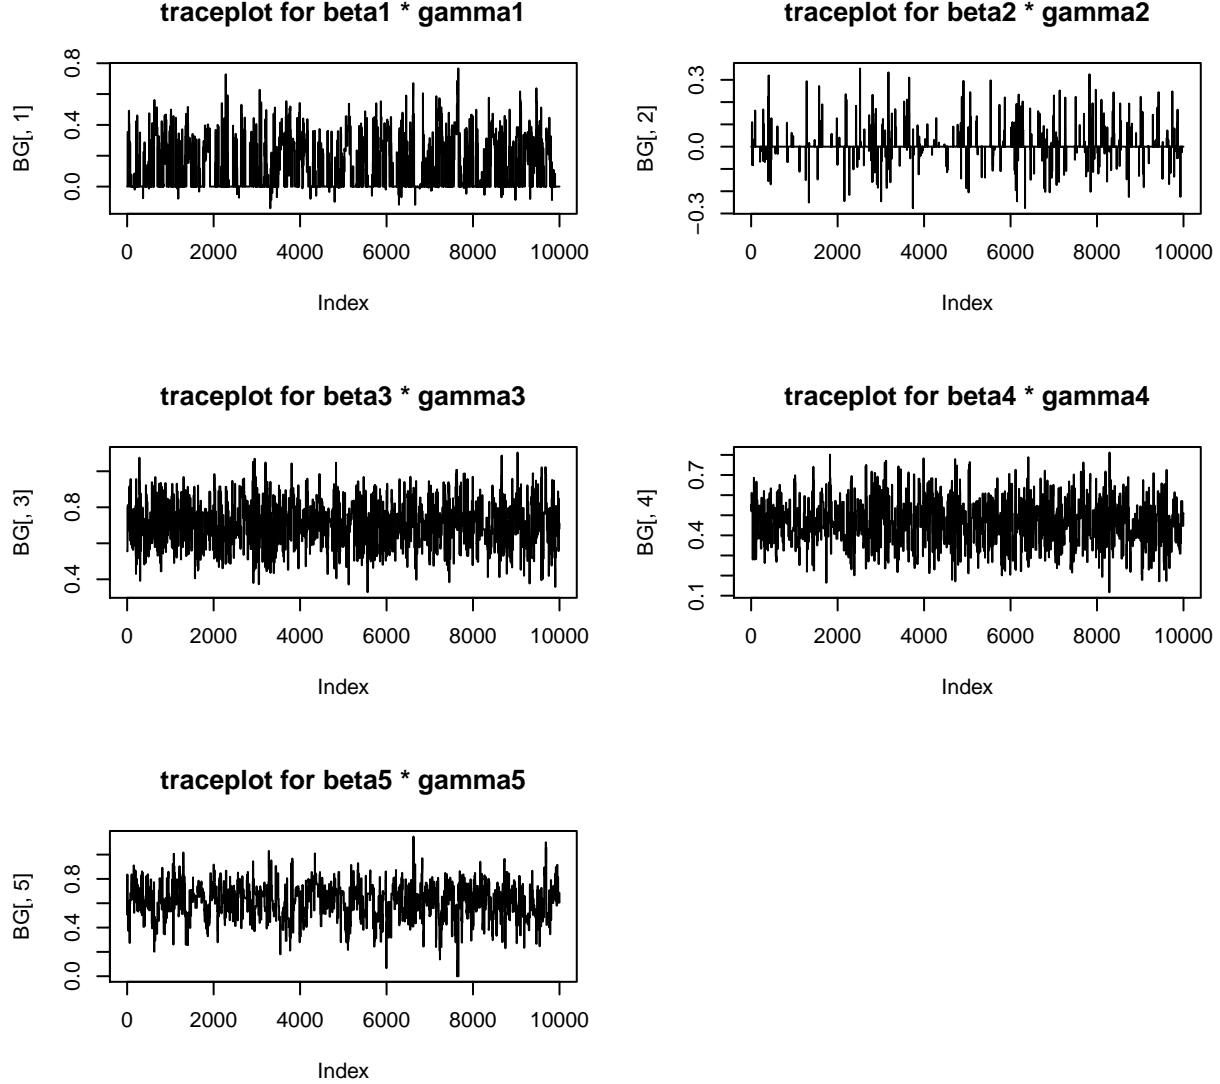 traceplot for beta1 * gamma1
BG[, 1]
0.8
0.4
0.0
0 2000 4000 6000 8000 10000
Index
traceplot for beta2 * gamma2
BG[, 2]
0.3
0.0
−0.3
0 2000 4000 6000 8000 10000
Index
traceplot for beta3 * gamma3
BG[, 3]
0.8
0.4
0 2000 4000 6000 8000 10000
Index
traceplot for beta4 * gamma4
BG[, 4]
0.7
0.4
0.1
0 2000 4000 6000 8000 10000
Index
traceplot for beta5 * gamma5
BG[, 5]
0.8
0.4
0.0
0 2000 4000 6000 8000 10000
Index